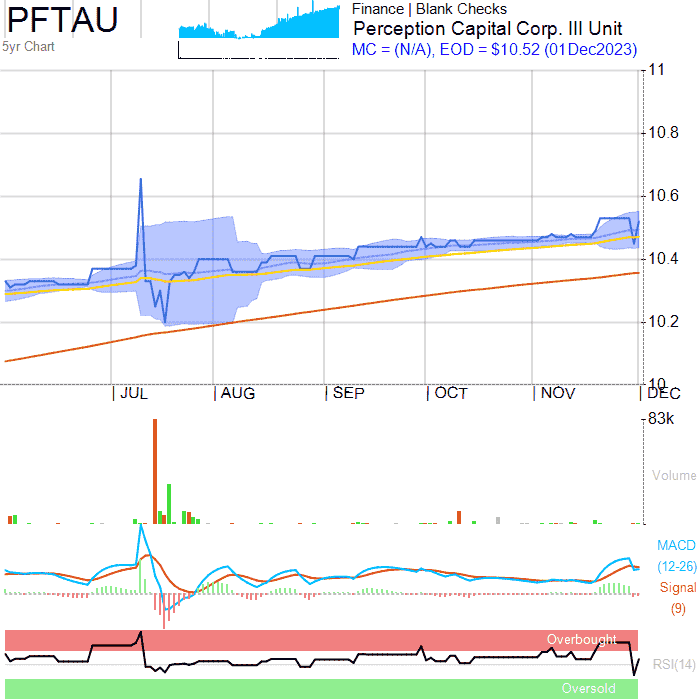 PFTAU
5yr Chart
Finance | Blank Checks
Perception Capital Corp. III Unit
MC = (N/A), EOD = $10.52 (01Dec2023)
11
10.8
10.6
10.4
10.2
10
JUL AUG SEP OCT NOV DEC
83k
Volume
MACD
(12-26)
Signal
(9)
Overbought
RSI(14)
Oversold